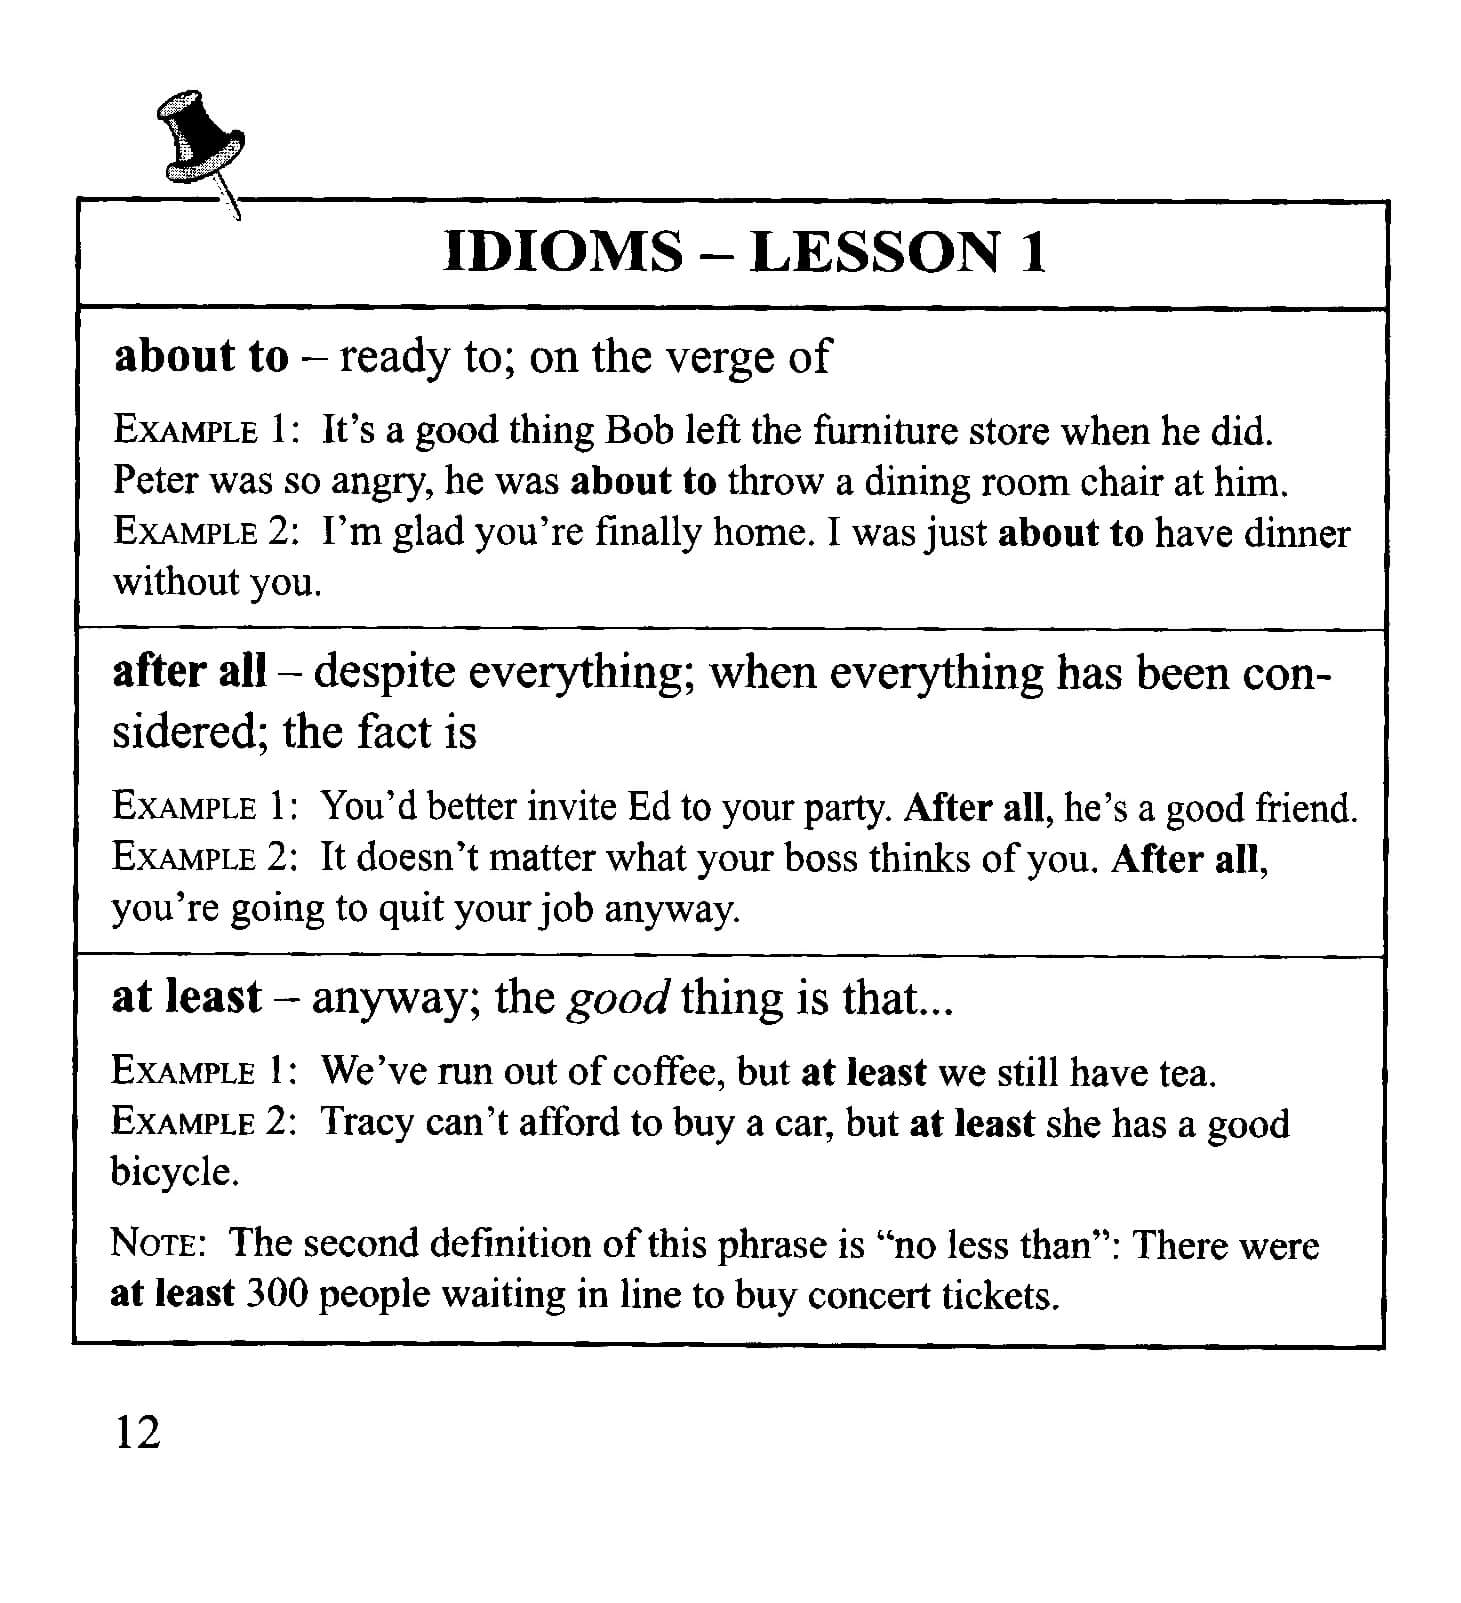 IDIOMS – LESSON 1
about to – ready to; on the verge of
EXAMPLE 1: It's a good thing Bob left the furniture store when he did.
Peter was so angry, he was about to throw a dining room chair at him.
EXAMPLE 2: I'm glad you're finally home. I was just about to have dinner
without you.
after all – despite everything; when everything has been con-
sidered; the fact is
EXAMPLE 1: You'd better invite Ed to your party. After all, he's a good friend.
EXAMPLE 2: It doesn't matter what your boss thinks of you. After all,
you're going to quit your job anyway.
at least – anyway; the good thing is that...
EXAMPLE 1: We've run out of coffee, but at least we still have tea.
EXAMPLE 2: Tracy can't afford to buy a car, but at least she has a good
bicycle.
NOTE: The second definition of this phrase is “no less than”: There were
at least 300 people waiting in line to buy concert tickets.
12